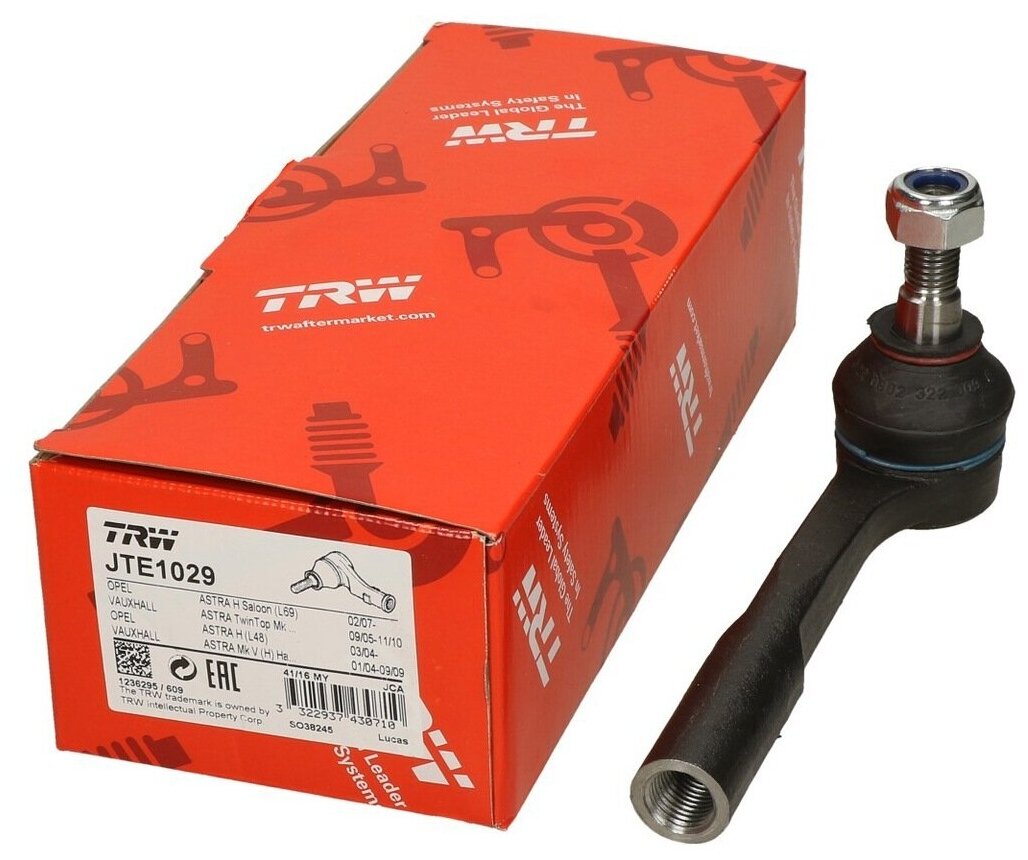 The Global Leader
In Safety Systems
TRW
TRW
trwaftermarket.com
TRW
trwaftermarket.com
The Global Leader
In Safety Systems
TRW
TRW
JTE1029
OPEL ASTRA H Saloon (L69) 02/07-
VAUXHALL ASTRA TwinTop Mk ... 09/05-11/10
OPEL ASTRA H (L48) 03/04-
VAUXHALL ASTRA Mk V (H) Ha... 01/04-09/09
EAC
41/16 MY JCA
1236295 / 609
The TRW trademark is owned by
TRW Intellectual Property Corp.
3 322937 430710
SO38245
Lucas
Leader
System